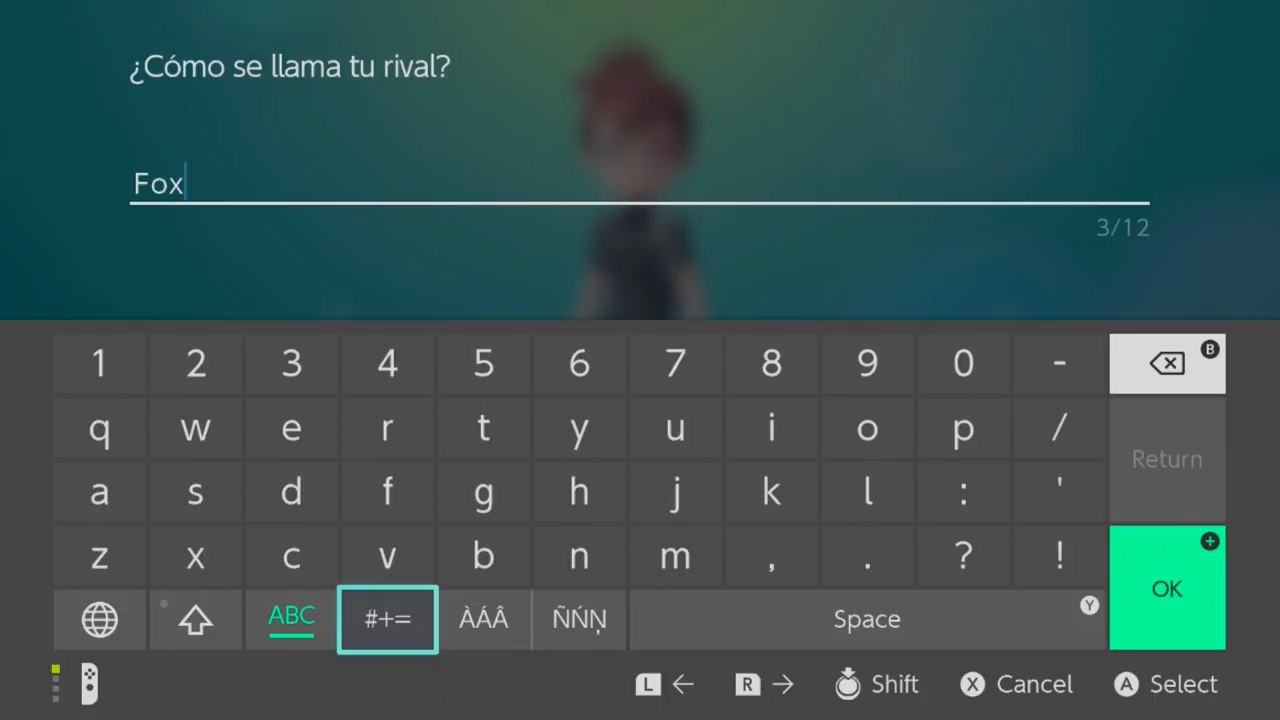 ¿Cómo se llama tu rival?
Fox
3/12
1 2 3 4 5 6 7 8 9 0 - B
q w e r t y u i o p /
Return
a s d f g h j k l : '
z x c v b n m , . ? ! +
OK
ABC #+= ÀÁÂ ÑŃŅ Space Y
L ← R → Shift X Cancel A Select